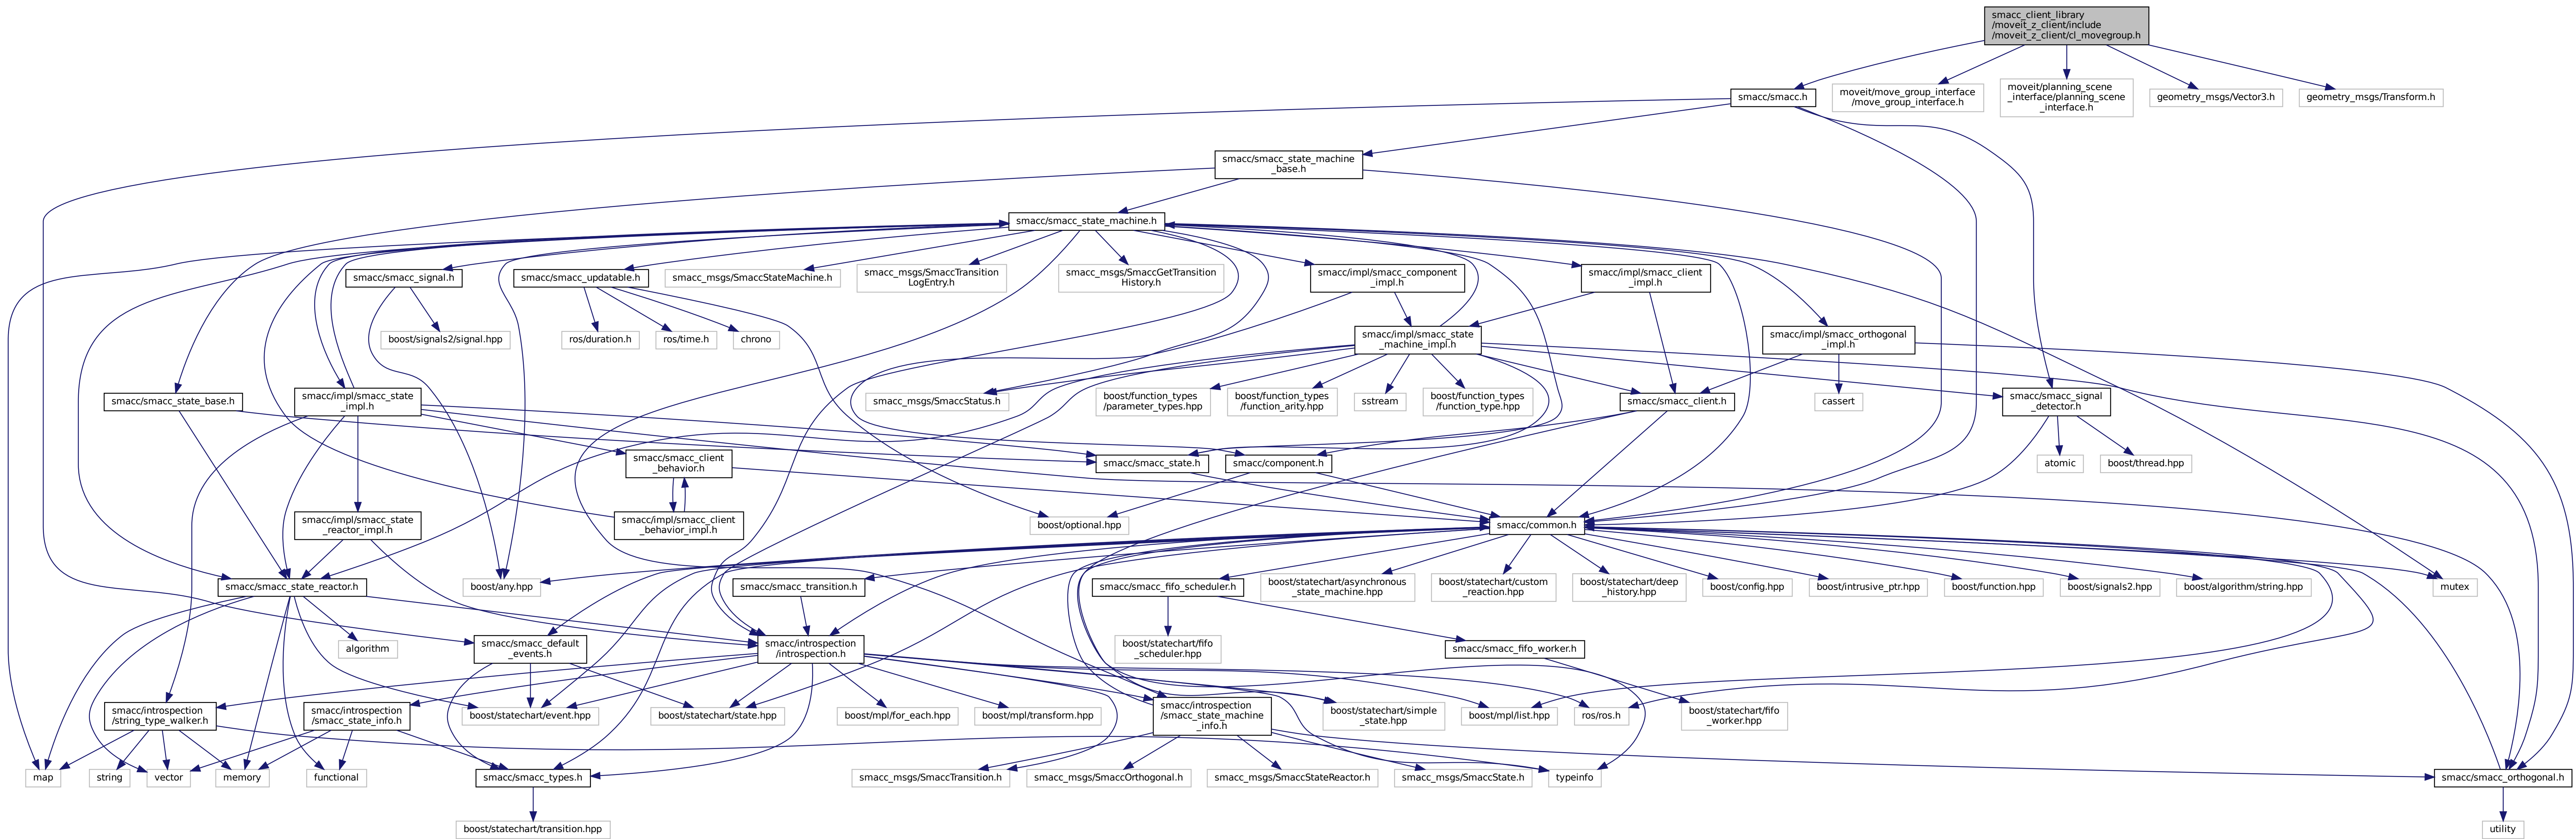 smacc_client_library
/moveit_z_client/include
/moveit_z_client/cl_movegroup.h
smacc/smacc.h
moveit/move_group_interface
/move_group_interface.h
moveit/planning_scene
_interface/planning_scene
_interface.h
geometry_msgs/Vector3.h
geometry_msgs/Transform.h
smacc/smacc_state_machine
_base.h
smacc/smacc_state_machine.h
smacc/smacc_signal.h
smacc/smacc_updatable.h
smacc_msgs/SmaccStateMachine.h
smacc_msgs/SmaccTransition
LogEntry.h
smacc_msgs/SmaccGetTransition
History.h
smacc/impl/smacc_component
_impl.h
smacc/impl/smacc_client
_impl.h
boost/signals2/signal.hpp
ros/duration.h
ros/time.h
chrono
smacc/impl/smacc_state
_machine_impl.h
smacc/impl/smacc_orthogonal
_impl.h
smacc/smacc_state_base.h
smacc/impl/smacc_state
_impl.h
smacc_msgs/SmaccStatus.h
boost/function_types
/parameter_types.hpp
boost/function_types
/function_arity.hpp
sstream
boost/function_types
/function_type.hpp
smacc/smacc_client.h
cassert
smacc/smacc_signal
_detector.h
smacc/smacc_client
_behavior.h
smacc/smacc_state.h
smacc/component.h
atomic
boost/thread.hpp
smacc/impl/smacc_state
_reactor_impl.h
smacc/impl/smacc_client
_behavior_impl.h
boost/optional.hpp
smacc/common.h
smacc/smacc_state_reactor.h
boost/any.hpp
smacc/smacc_transition.h
smacc/smacc_fifo_scheduler.h
boost/statechart/asynchronous
_state_machine.hpp
boost/statechart/custom
_reaction.hpp
boost/statechart/deep
_history.hpp
boost/config.hpp
boost/intrusive_ptr.hpp
boost/function.hpp
boost/signals2.hpp
boost/algorithm/string.hpp
mutex
algorithm
smacc/smacc_default
_events.h
smacc/introspection
/introspection.h
boost/statechart/fifo
_scheduler.hpp
smacc/smacc_fifo_worker.h
smacc/introspection
/string_type_walker.h
smacc/introspection
/smacc_state_info.h
boost/statechart/event.hpp
boost/statechart/state.hpp
boost/mpl/for_each.hpp
boost/mpl/transform.hpp
smacc/introspection
/smacc_state_machine
_info.h
boost/statechart/simple
_state.hpp
boost/mpl/list.hpp
ros/ros.h
boost/statechart/fifo
_worker.hpp
map
string
vector
memory
functional
smacc/smacc_types.h
smacc_msgs/SmaccTransition.h
smacc_msgs/SmaccOrthogonal.h
smacc_msgs/SmaccStateReactor.h
smacc_msgs/SmaccState.h
typeinfo
smacc/smacc_orthogonal.h
boost/statechart/transition.hpp
utility